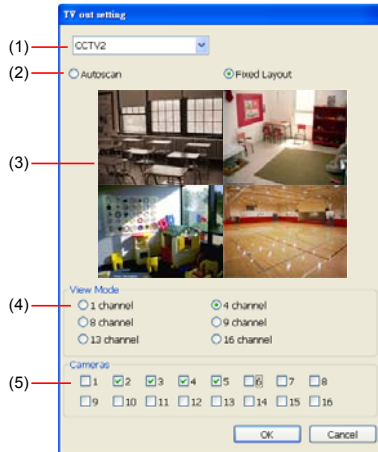 TV out setting
(1) CCTV2
(2) Autoscan Fixed Layout
(3)
View Mode
(4) 1 channel 4 channel
8 channel 9 channel
13 channel 16 channel
Cameras
(5) 1 2 3 4 5 6 7 8
9 10 11 12 13 14 15 16
OK Cancel